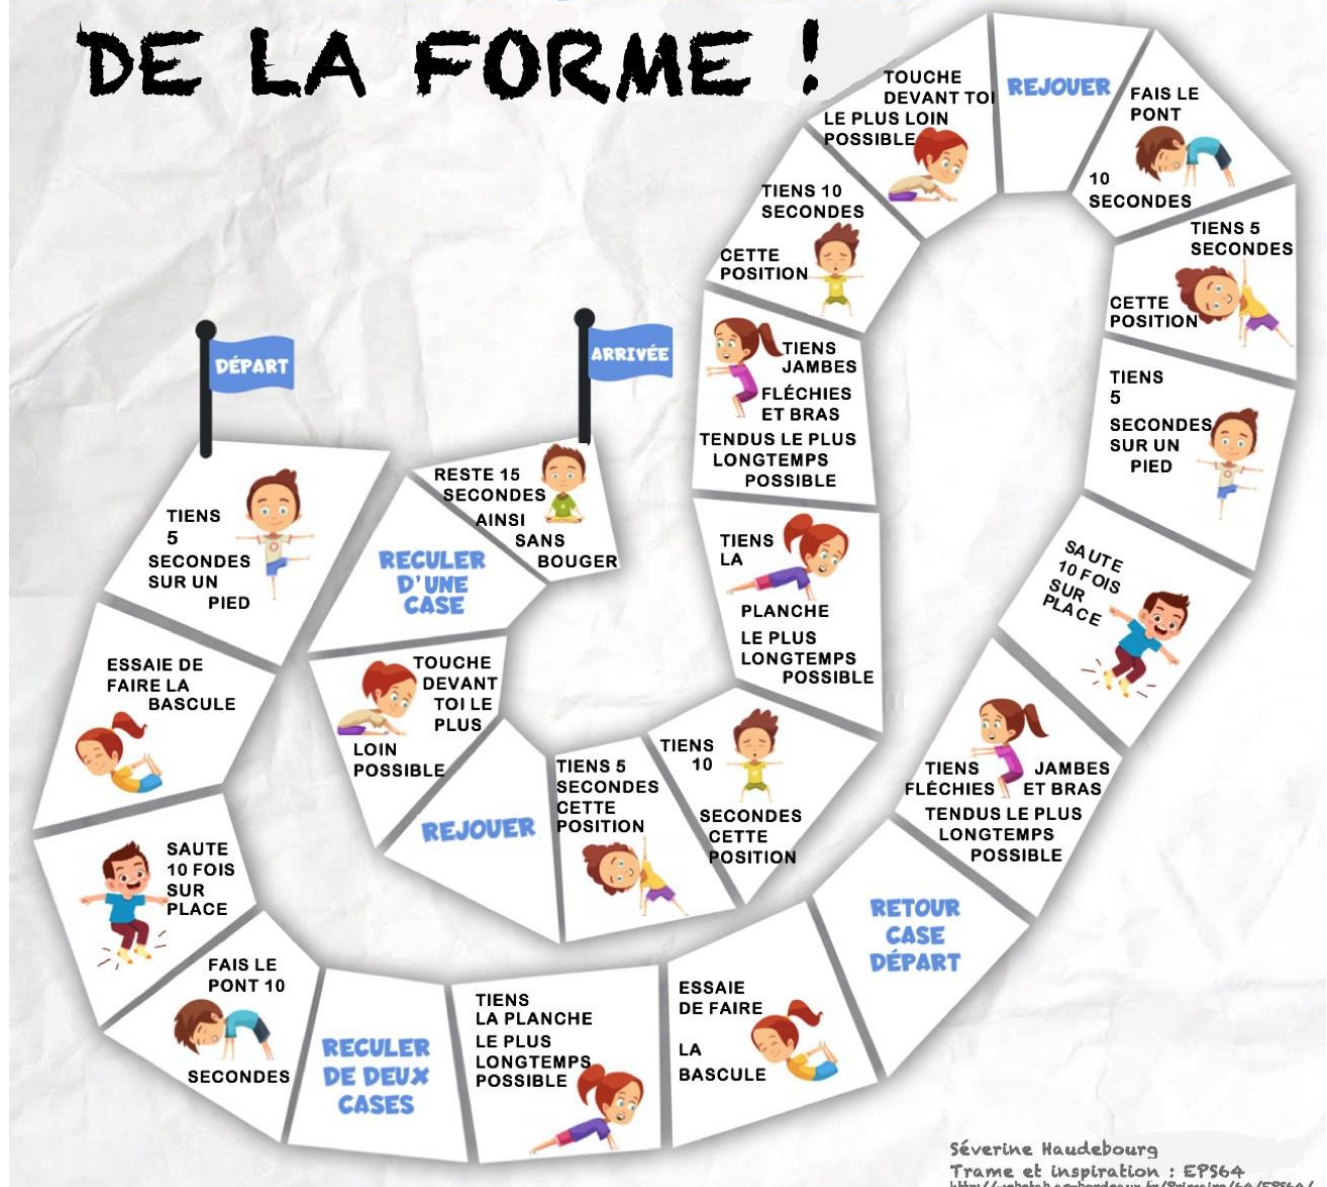 DE LA FORME !
DÉPART
TIENS
5
SECONDES
SUR UN
PIED
ESSAIE DE
FAIRE LA
BASCULE
SAUTE
10 FOIS
SUR
PLACE
FAIS LE
PONT 10
SECONDES
RECULER
DE DEUX
CASES
TIENS
LA PLANCHE
LE PLUS
LONGTEMPS
POSSIBLE
ESSAIE
DE FAIRE
LA
BASCULE
RETOUR
CASE
DÉPART
TIENS JAMBES
FLÉCHIES ET BRAS
TENDUS LE PLUS
LONGTEMPS
POSSIBLE
SAUTE
10 FOIS
SUR
PLACE
TIENS
5
SECONDES
SUR UN
PIED
TIENS 5
SECONDES
CETTE
POSITION
FAIS LE
PONT
10
SECONDES
REJOUER
TOUCHE
DEVANT TOI
LE PLUS LOIN
POSSIBLE
TIENS 10
SECONDES
CETTE
POSITION
TIENS
JAMBES
FLÉCHIES
ET BRAS
TENDUS LE PLUS
LONGTEMPS
POSSIBLE
TIENS
LA
PLANCHE
LE PLUS
LONGTEMPS
POSSIBLE
TIENS
10
SECONDES
CETTE
POSITION
TIENS 5
SECONDES
CETTE
POSITION
REJOUER
TOUCHE
DEVANT
TOI LE
PLUS
LOIN
POSSIBLE
RECULER
D'UNE
CASE
RESTE 15
SECONDES
AINSI
SANS
BOUGER
ARRIVÉE
Séverine Haudebourg
Trame et inspiration : EPS64